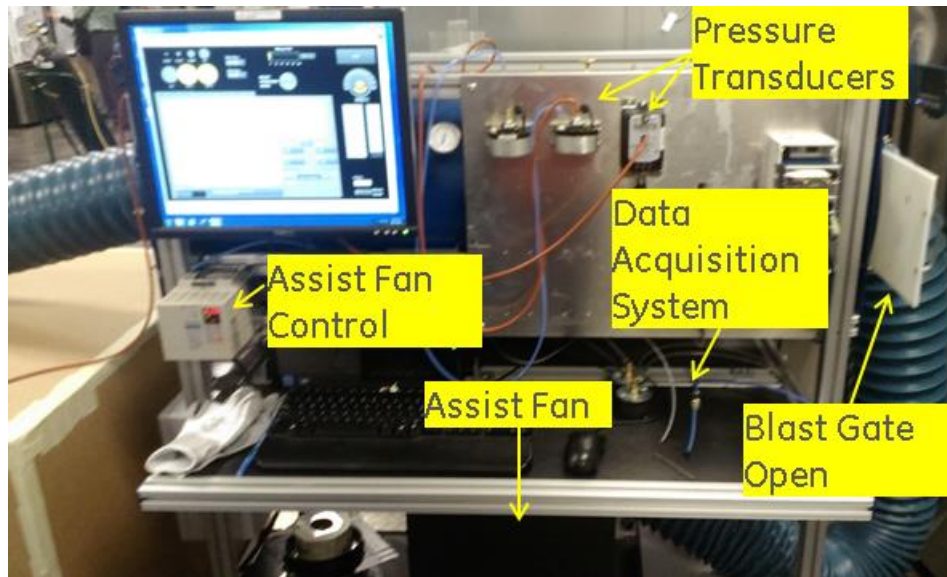 Pressure
Transducers
Data
Acquisition
System
Assist Fan
Control
Assist Fan
Blast Gate
Open